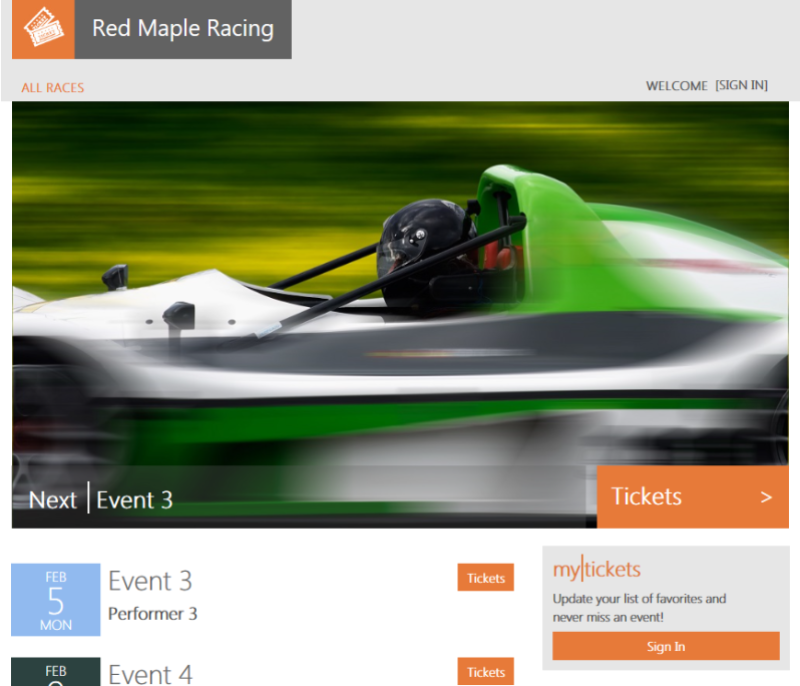 Red Maple Racing
ALL RACES
WELCOME [SIGN IN]
Next Event 3
Tickets >
FEB
5
MON
Event 3
Performer 3
Tickets
my|tickets
Update your list of favorites and
never miss an event!
Sign In
FEB
Event 4
Tickets